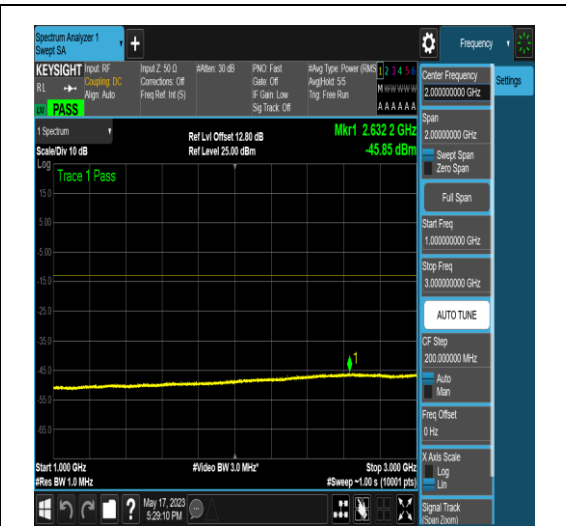 Spectrum Analyzer 1
Swept SA
+
Frequency
KEYSIGHT
Input: RF
Coupling: DC
Align: Auto
Input Z: 50 Ω
Corrections: Off
Freq Ref: Int (S)
#Atten: 30 dB
PNO: Fast
Gate: Off
IF Gain: Low
Sig Track: Off
#Avg Type: Power (RMS
Avg|Hold: 5/5
Trig: Free Run
1 2 3 4 5 6
M W W W W W
A A A A A A
RL
PASS
1 Spectrum
Scale/Div 10 dB
Ref Lvl Offset 12.80 dB
Ref Level 25.00 dBm
Mkr1 2.632 2 GHz
-45.85 dBm
Log
Trace 1 Pass
15.0
5.00
-5.00
-15.0
-25.0
-35.0
-45.0
-55.0
-65.0
1
Start 1.000 GHz
#Res BW 1.0 MHz
#Video BW 3.0 MHz*
Stop 3.000 GHz
#Sweep ~1.00 s (10001 pts)
?
May 17, 2023
5:29:10 PM
Center Frequency
2.000000000 GHz
Settings
Span
2.00000000 GHz
Swept Span
Zero Span
Full Span
Start Freq
1.000000000 GHz
Stop Freq
3.000000000 GHz
AUTO TUNE
CF Step
200.000000 MHz
Auto
Man
Freq Offset
0 Hz
X Axis Scale
Log
Lin
Signal Track
(Span Zoom)